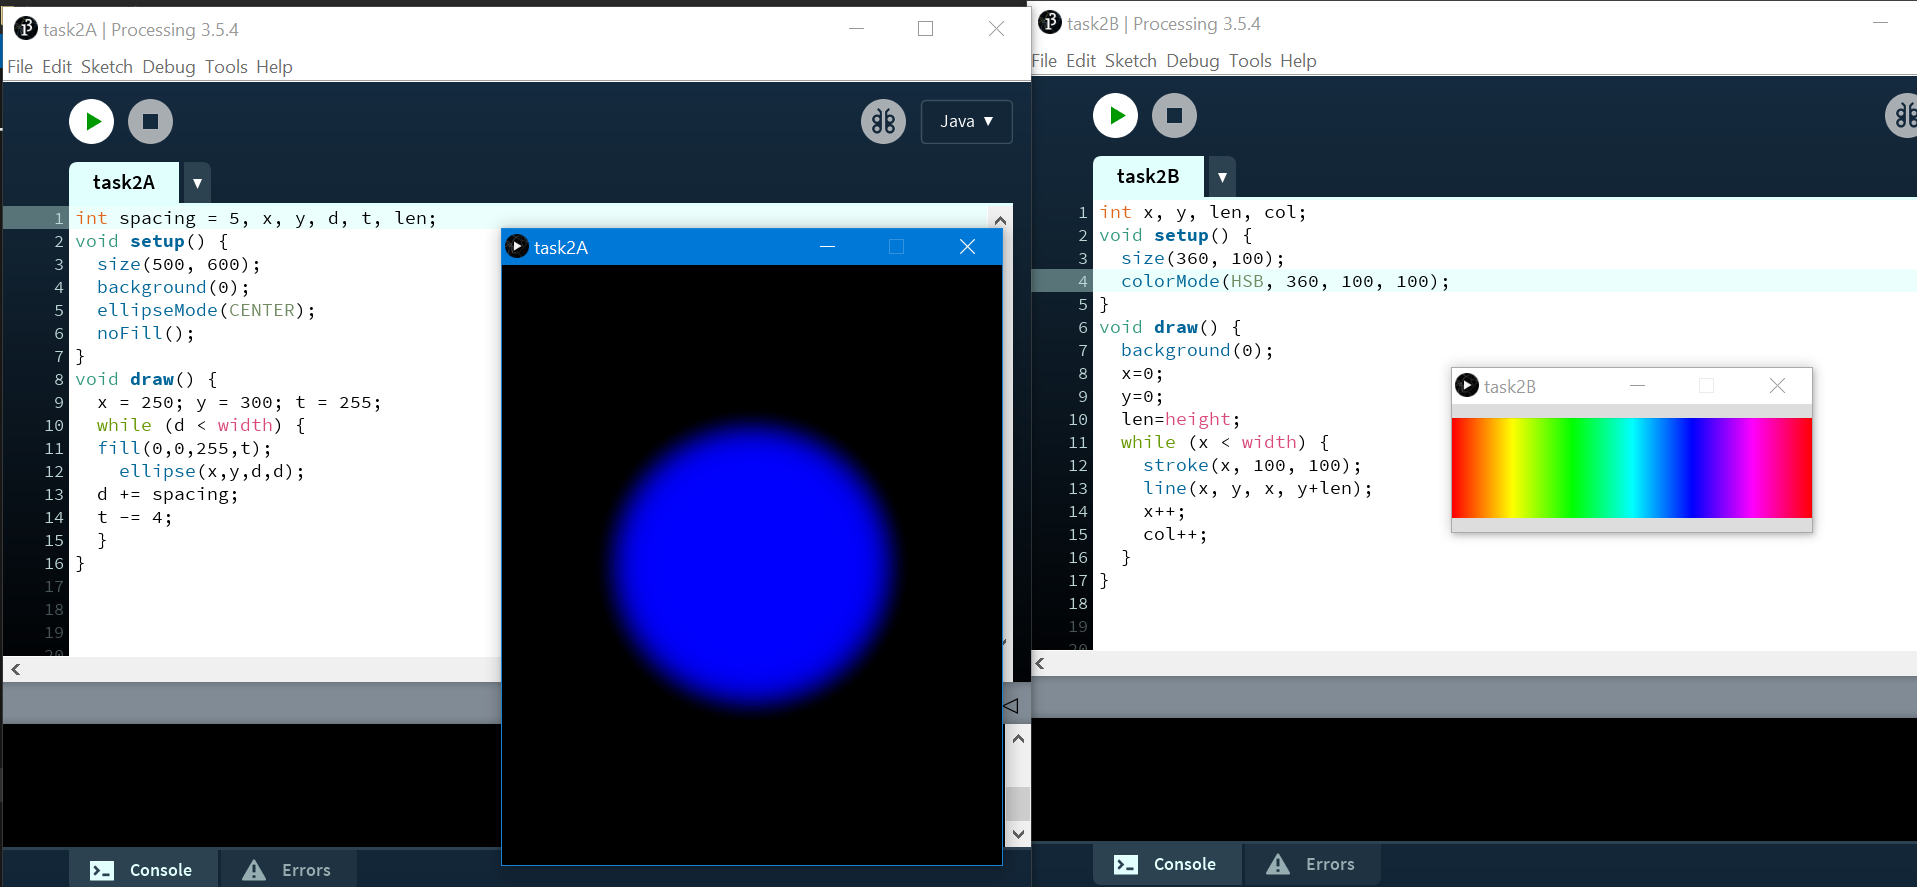 task2A | Processing 3.5.4
File Edit Sketch Debug Tools Help
Java ▼
task2A ▼
1 int spacing = 5, x, y, d, t, len;
2 void setup() {
3   size(500, 600);
4   background(0);
5   ellipseMode(CENTER);
6   noFill();
7 }
8 void draw() {
9   x = 250; y = 300; t = 255;
10   while (d < width) {
11   fill(0,0,255,t);
12     ellipse(x,y,d,d);
13   d += spacing;
14   t -= 4;
15   }
16 }
17
18
19
20
task2A
Console
Errors
task2B | Processing 3.5.4
File Edit Sketch Debug Tools Help
task2B ▼
1 int x, y, len, col;
2 void setup() {
3   size(360, 100);
4   colorMode(HSB, 360, 100, 100);
5 }
6 void draw() {
7   background(0);
8   x=0;
9   y=0;
10   len=height;
11   while (x < width) {
12     stroke(x, 100, 100);
13     line(x, y, x, y+len);
14     x++;
15     col++;
16   }
17 }
18
19
20
task2B
Console
Errors